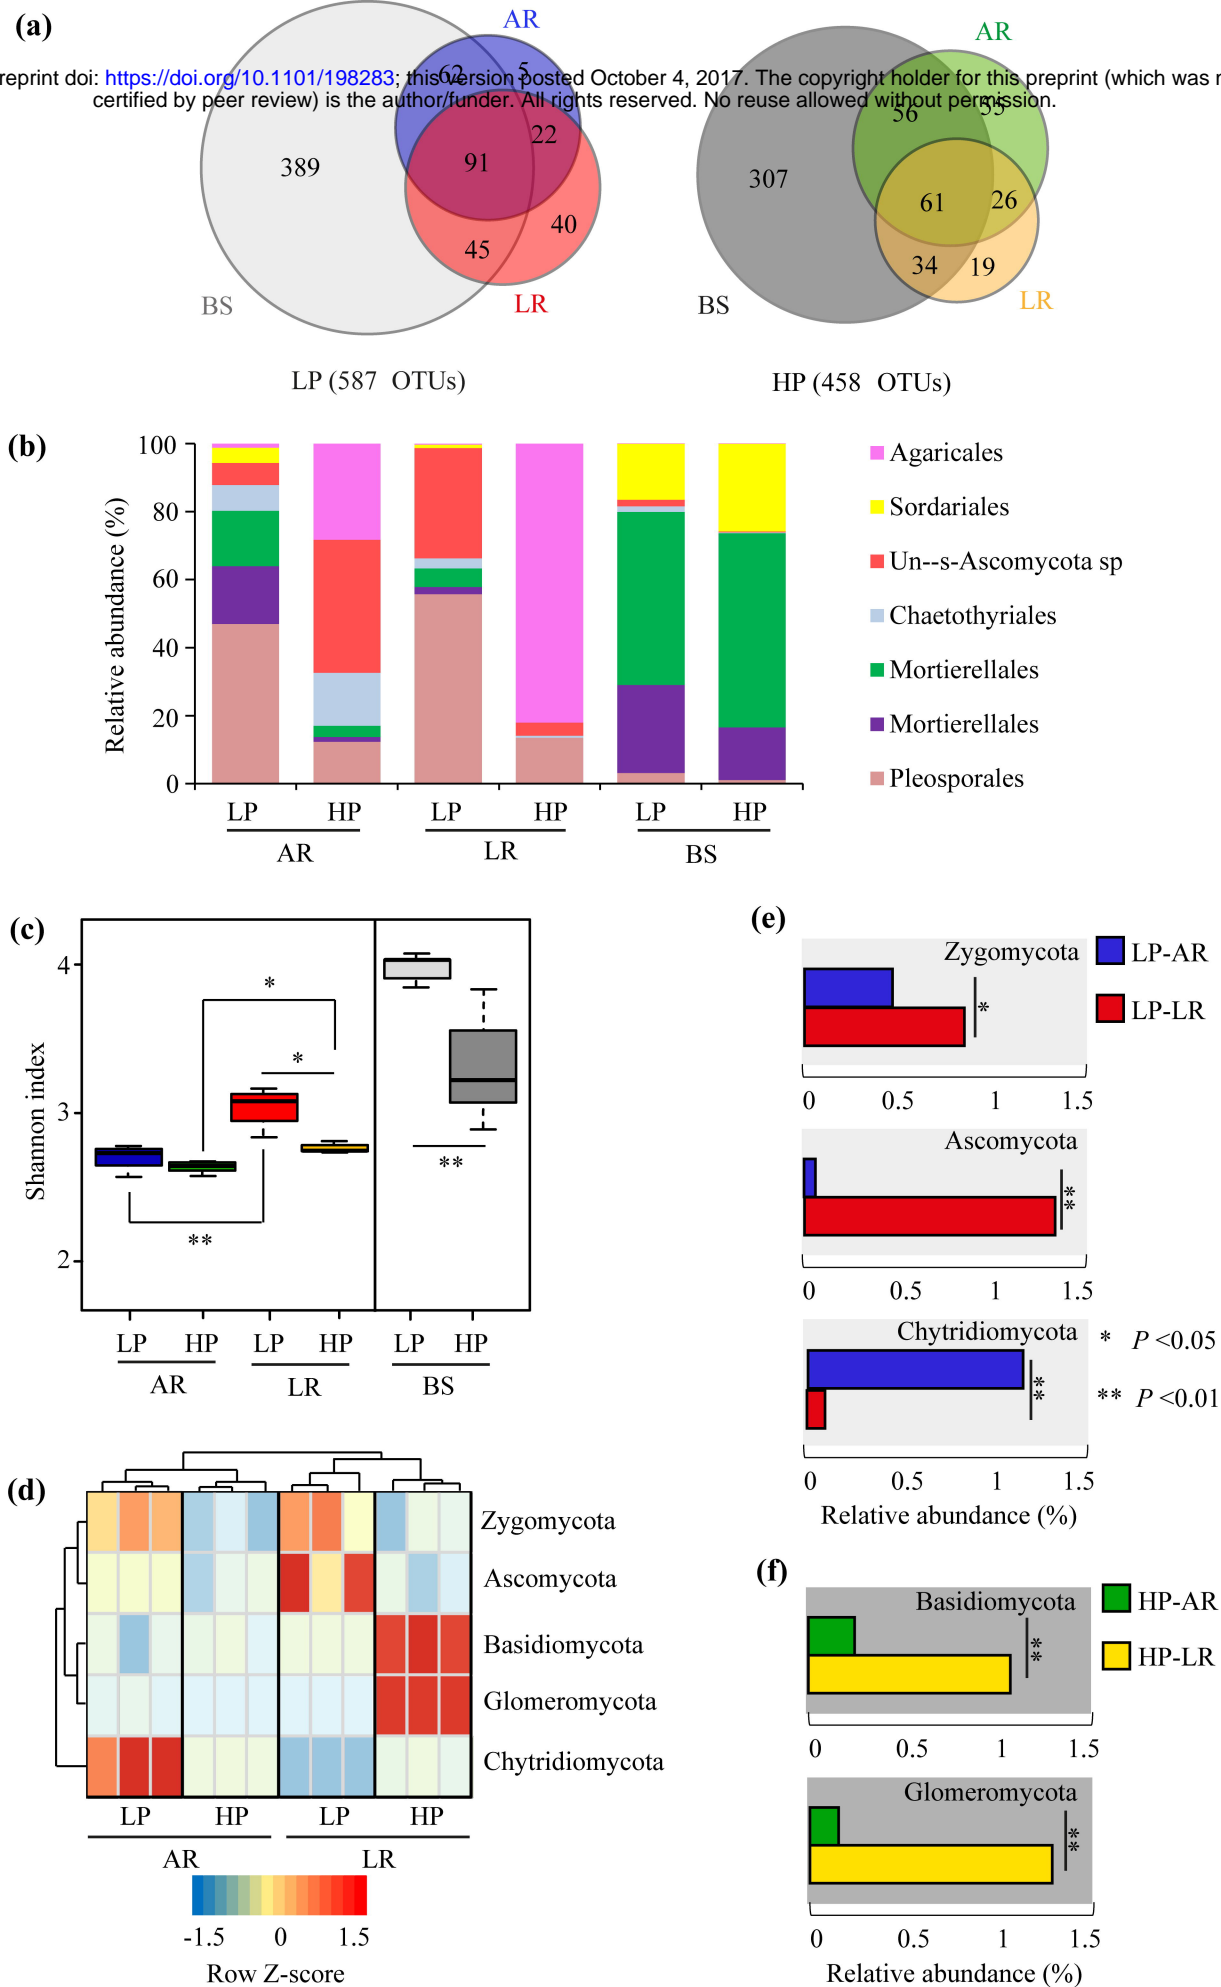 (a)
AR
AR
reprint doi: https://doi.org/10.1101/198283; this version posted October 4, 2017. The copyright holder for this preprint (which was
certified by peer review) is the author/funder. All rights reserved. No reuse allowed without permission.
62
5
56
55
22
389
91
307
61
26
40
45
34
19
BS
LR
BS
LR
LP (587 OTUs)
HP (458 OTUs)
(b)
Relative abundance (%)
100
80
60
40
20
0
Agaricales
Sordariales
Un--s-Ascomycota sp
Chaetothyriales
Mortierellales
Mortierellales
Pleosporales
LP HP LP HP LP HP
AR LR BS
(c)
Shannon index
4
3
2
*
*
**
**
LP HP LP HP LP HP
AR LR BS
(d)
Zygomycota
Ascomycota
Basidiomycota
Glomeromycota
Chytridiomycota
LP HP LP HP
AR LR
-1.5 0 1.5
Row Z-score
(e)
Zygomycota
LP-AR
LP-LR
*
0 0.5 1 1.5
Ascomycota
**
0 0.5 1 1.5
Chytridiomycota
**
* P <0.05
** P <0.01
0 0.5 1 1.5
Relative abundance (%)
(f)
Basidiomycota
HP-AR
HP-LR
**
0 0.5 1 1.5
Glomeromycota
**
0 0.5 1 1.5
Relative abundance (%)